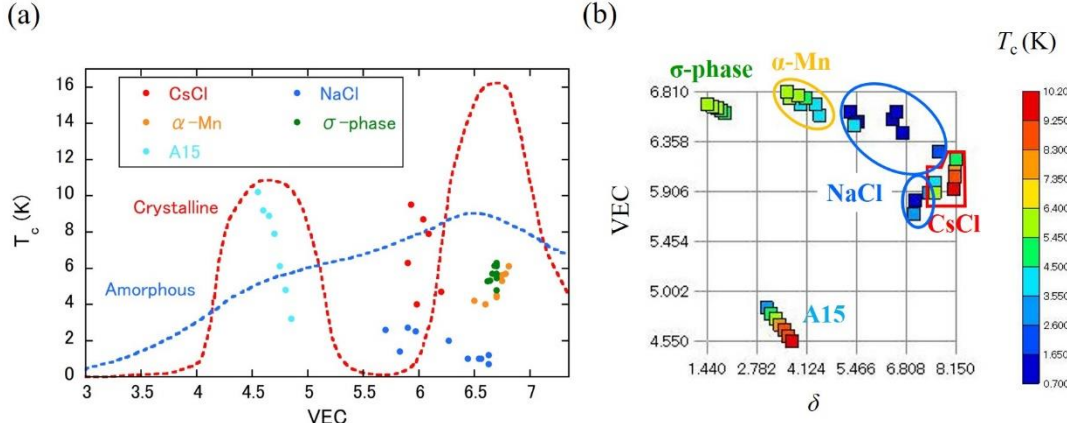 (a)
16
14
12
10
8
6
4
2
0
T_c (K)
CsCl
NaCl
α-Mn
σ-phase
A15
Crystalline
Amorphous
3 3.5 4 4.5 5 5.5 6 6.5 7
VEC
(b)
T_c (K)
σ-phase
α-Mn
NaCl
CsCl
A15
6.810
6.358
5.906
5.454
5.002
4.550
VEC
1.440 2.782 4.124 5.466 6.808 8.150
δ
10.20
9.250
8.300
7.350
6.400
5.450
4.500
3.550
2.600
1.650
0.700